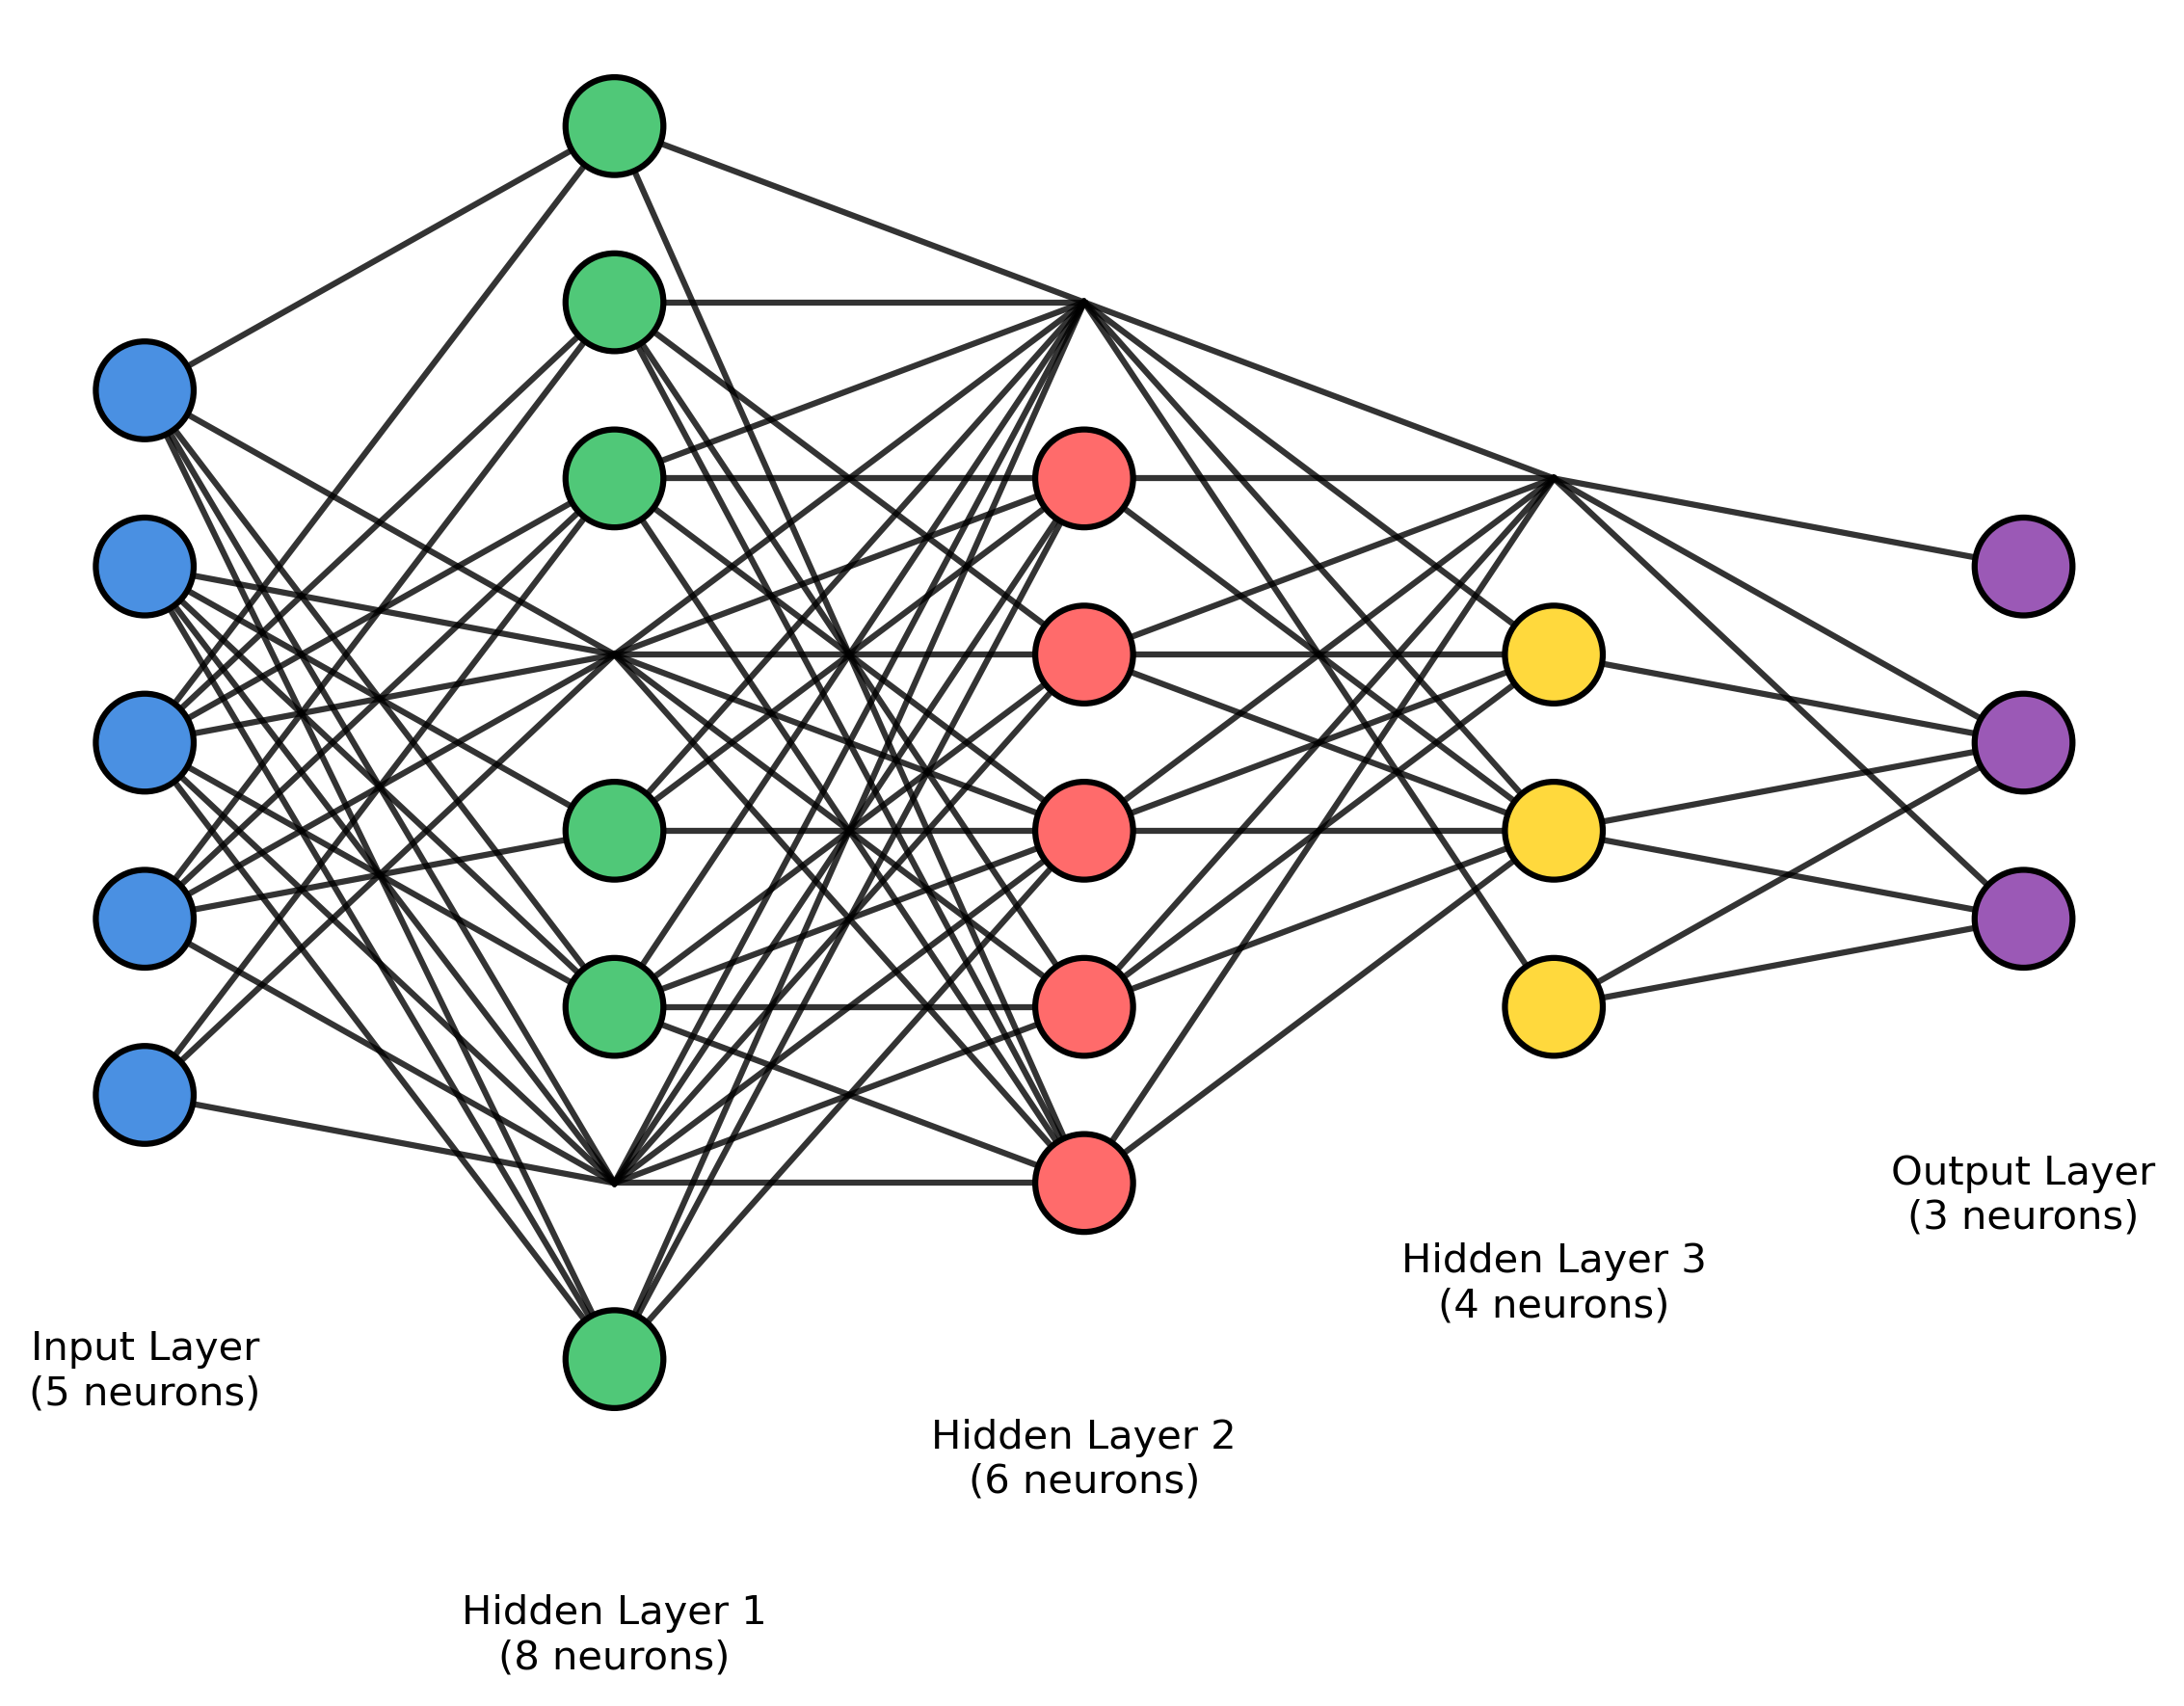 Input Layer
(5 neurons)
Hidden Layer 1
(8 neurons)
Hidden Layer 2
(6 neurons)
Hidden Layer 3
(4 neurons)
Output Layer
(3 neurons)